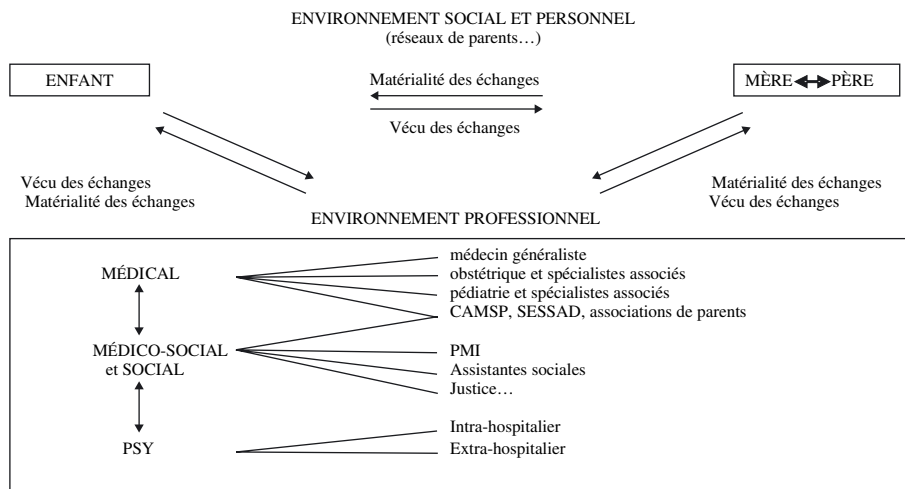 ENVIRONNEMENT SOCIAL ET PERSONNEL
(réseaux de parents…)
ENFANT
Matérialité des échanges
MÈRE PÈRE
Vécu des échanges
Vécu des échanges
Matérialité des échanges
Matérialité des échanges
Vécu des échanges
ENVIRONNEMENT PROFESSIONNEL
MÉDICAL
médecin généraliste
obstétrique et spécialistes associés
pédiatrie et spécialistes associés
CAMSP, SESSAD, associations de parents
MÉDICO-SOCIAL
et SOCIAL
PMI
Assistantes sociales
Justice…
PSY
Intra-hospitalier
Extra-hospitalier